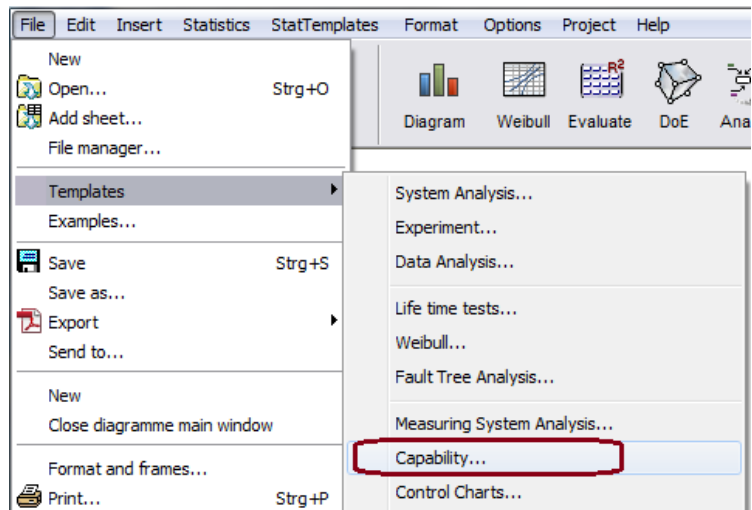 File Edit Insert Statistics StatTemplates Format Options Project Help
New
Open... Strg+O
Add sheet...
File manager...
Templates
Examples...
Save Strg+S
Save as...
Export
Send to...
New
Close diagramme main window
Format and frames...
Print... Strg+P
Diagram Weibull Evaluate DoE Ana
R²
System Analysis...
Experiment...
Data Analysis...
Life time tests...
Weibull...
Fault Tree Analysis...
Measuring System Analysis...
Capability...
Control Charts...